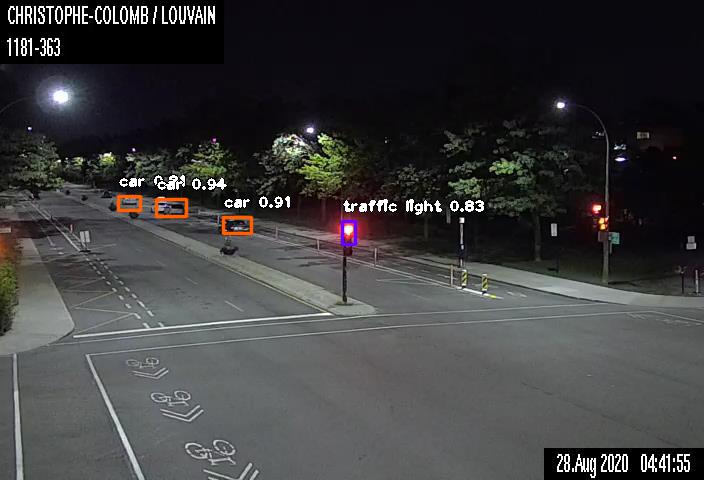 CHRISTOPHE-COLOMB / LOUVAIN
1181-363
car 0.94
car 0.91
traffic light 0.83
28.Aug 2020 04:41:55